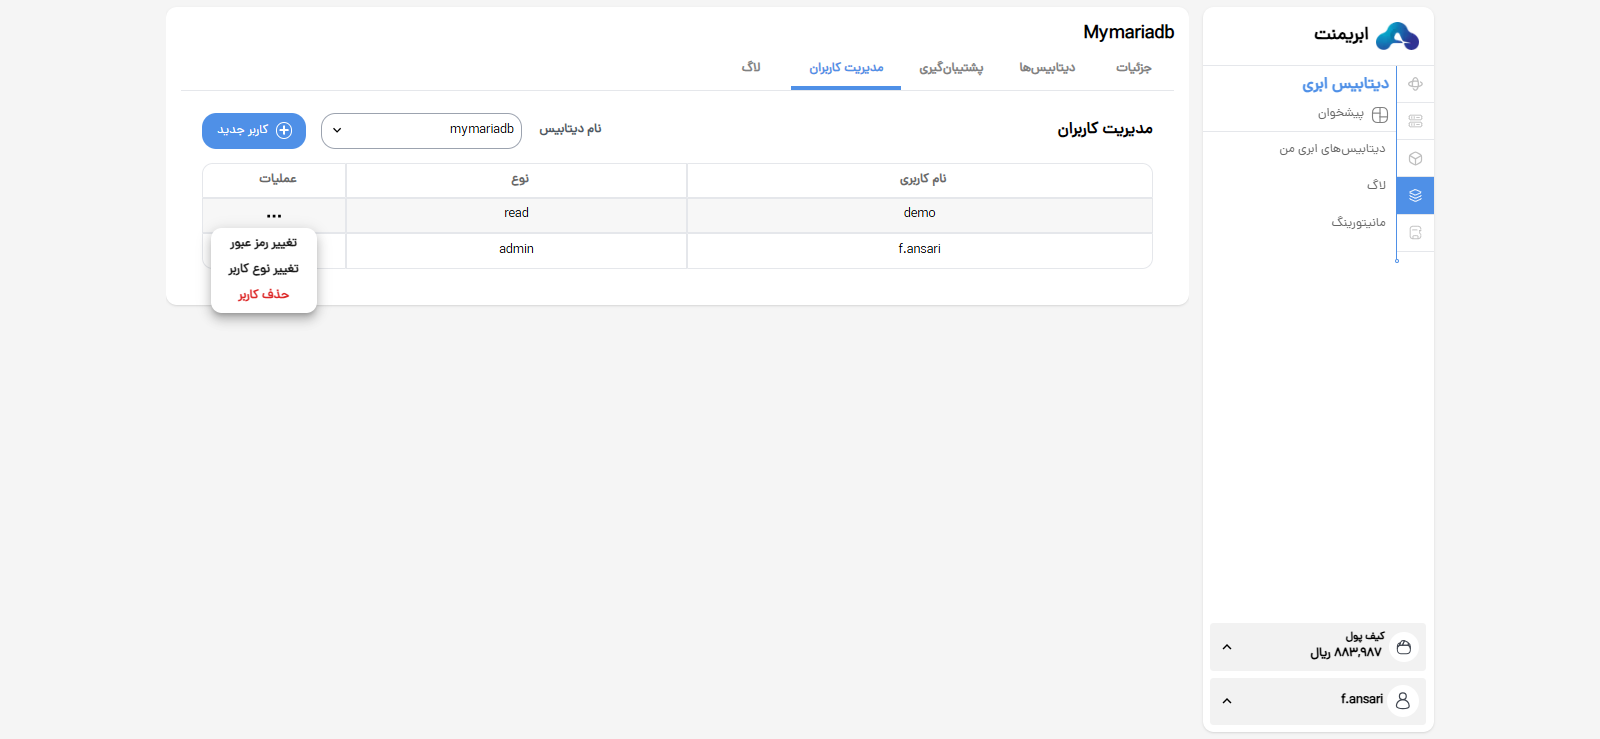 ابریمنت
دیتابیس ابری
پیشخوان
دیتابیس‌های ابری من
لاگ
مانیتورینگ
کیف پول
۸۸۳,۹۸۷ ریال
f.ansari
Mymariadb
جزئیات دیتابیس‌ها پشتیبان‌گیری مدیریت کاربران لاگ
مدیریت کاربران نام دیتابیس mymariadb کاربر جدید
نام کاربری نوع عملیات
demo read ...
f.ansari admin
تغییر رمز عبور
تغییر نوع کاربر
حذف کاربر